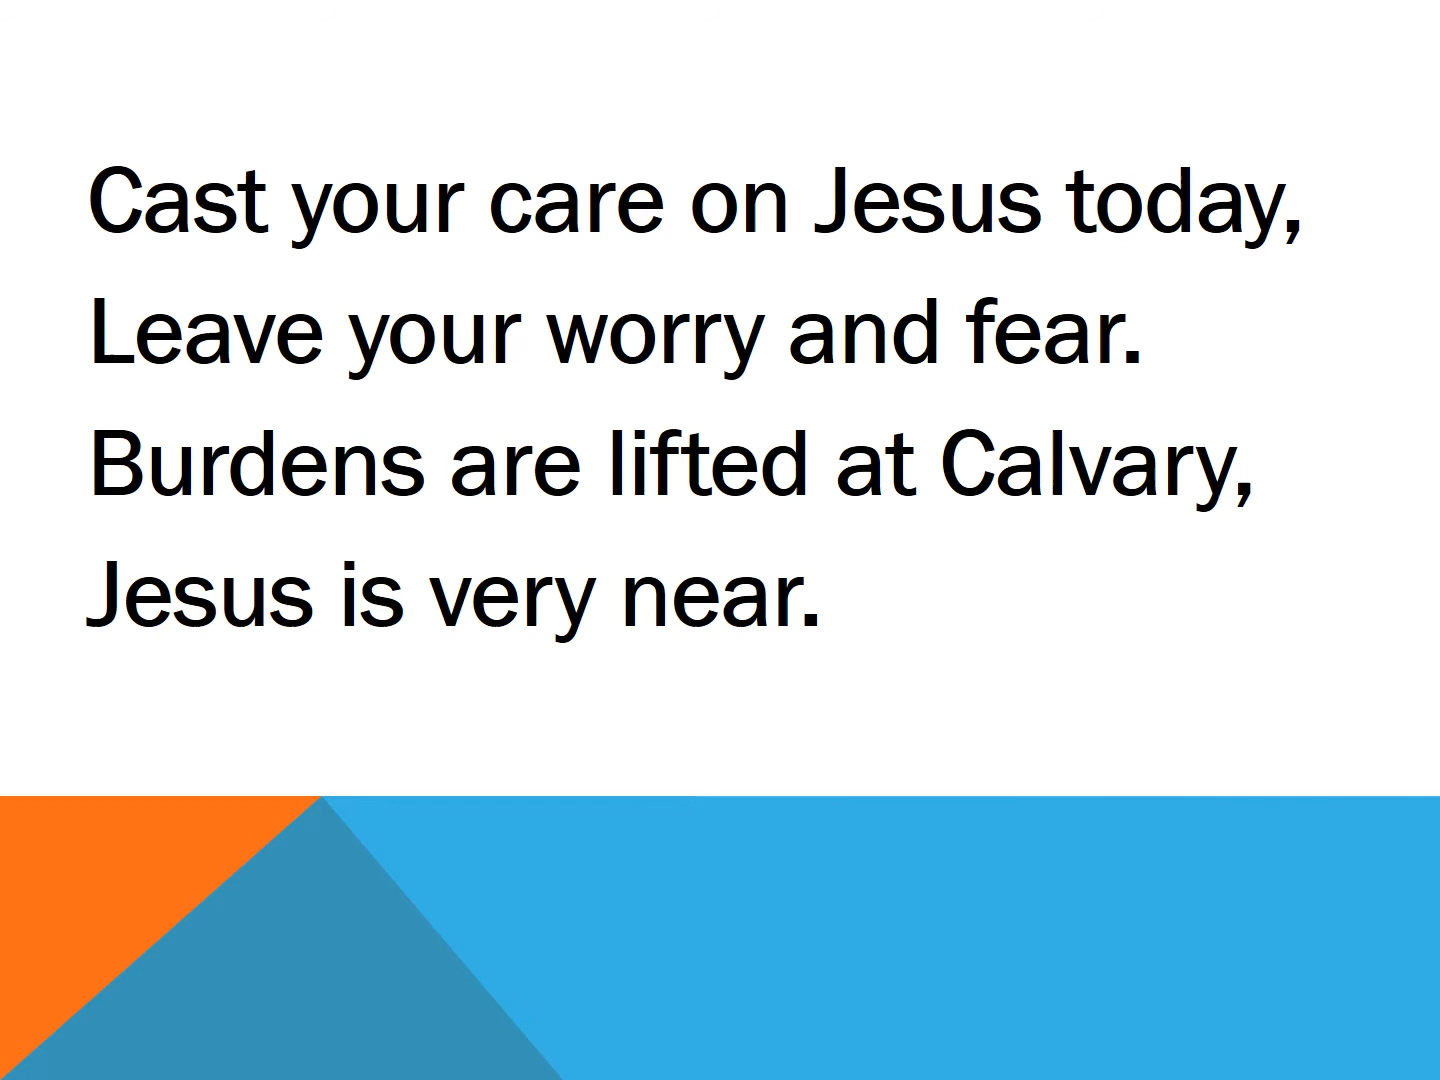 Cast your care on Jesus today,
Leave your worry and fear.
Burdens are lifted at Calvary,
Jesus is very near.